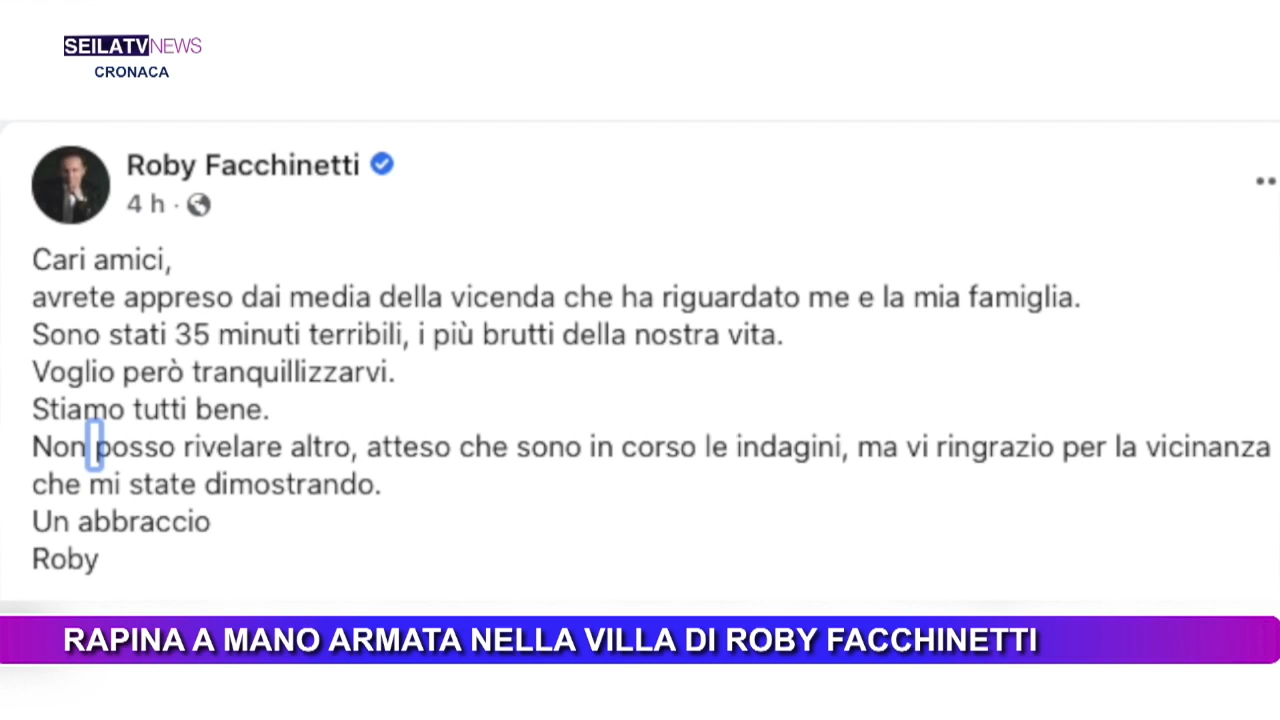 SEILATVNEWS
CRONACA
Roby Facchinetti
4 h ·
Cari amici,
avrete appreso dai media della vicenda che ha riguardato me e la mia famiglia.
Sono stati 35 minuti terribili, i più brutti della nostra vita.
Voglio però tranquillizzarvi.
Stiamo tutti bene.
Non posso rivelare altro, atteso che sono in corso le indagini, ma vi ringrazio per la vicinanza
che mi state dimostrando.
Un abbraccio
Roby
RAPINA A MANO ARMATA NELLA VILLA DI ROBY FACCHINETTI